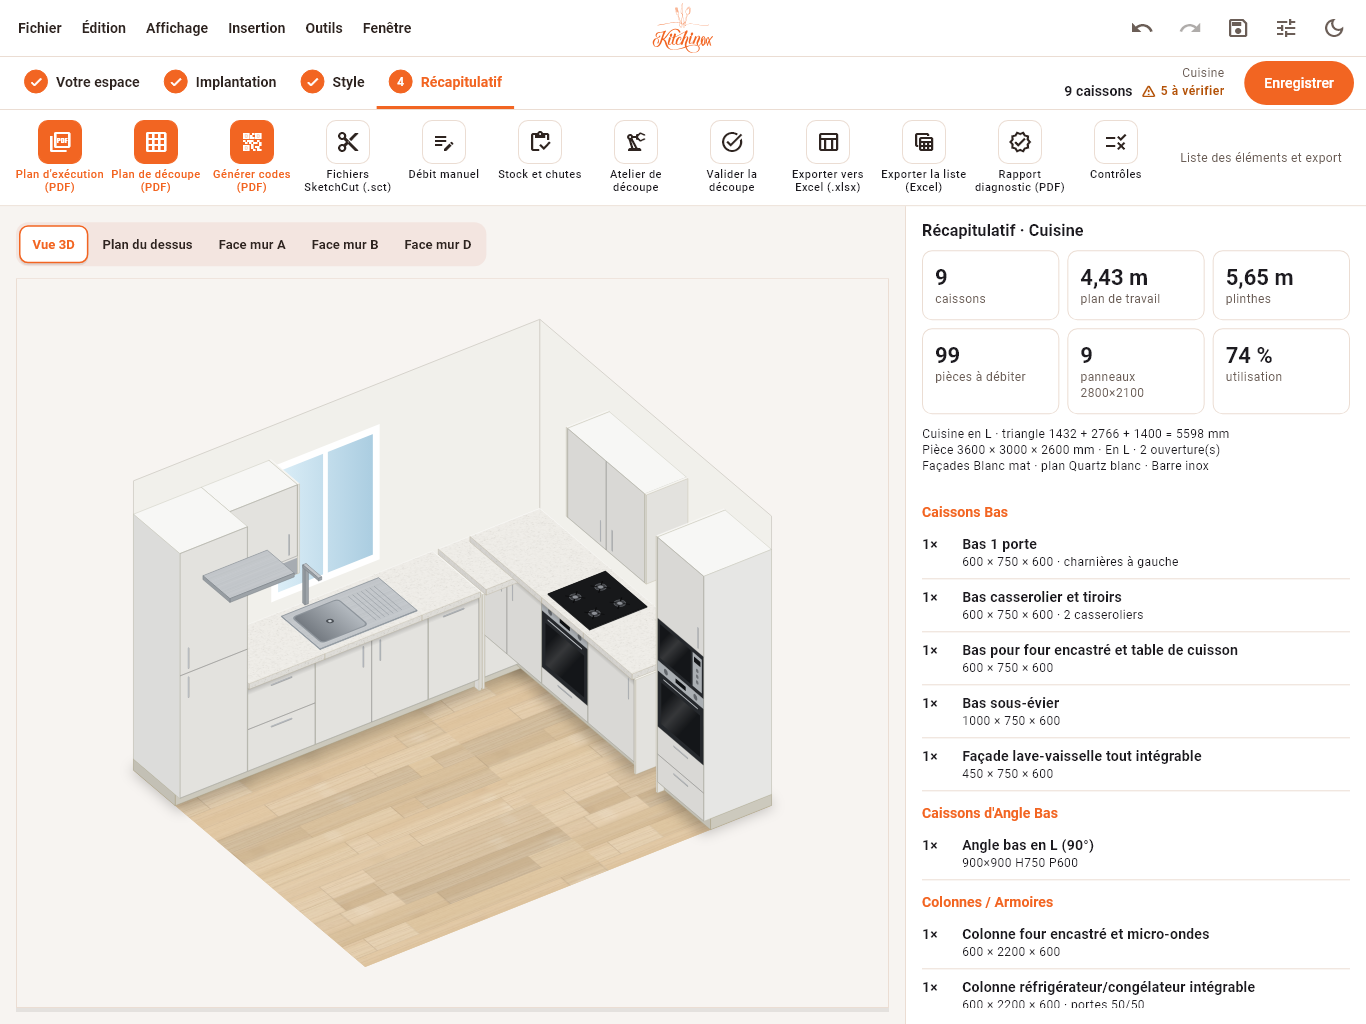 Fichier Édition Affichage Insertion Outils Fenêtre
Kitchinox
Votre espace Implantation Style 4 Récapitulatif
Cuisine
9 caissons 5 à vérifier
Enregistrer
Plan d'exécution (PDF)
Plan de découpe (PDF)
Générer codes (PDF)
Fichiers SketchCut (.sct)
Débit manuel
Stock et chutes
Atelier de découpe
Valider la découpe
Exporter vers Excel (.xlsx)
Exporter la liste (Excel)
Rapport diagnostic (PDF)
Contrôles
Liste des éléments et export
Vue 3D Plan du dessus Face mur A Face mur B Face mur D
Récapitulatif · Cuisine
9
caissons
4,43 m
plan de travail
5,65 m
plinthes
99
pièces à débiter
9
panneaux
2800×2100
74 %
utilisation
Cuisine en L · triangle 1432 + 2766 + 1400 = 5598 mm
Pièce 3600 × 3000 × 2600 mm · En L · 2 ouverture(s)
Façades Blanc mat · plan Quartz blanc · Barre inox
Caissons Bas
1× Bas 1 porte
600 × 750 × 600 · charnières à gauche
1× Bas casserolier et tiroirs
600 × 750 × 600 · 2 casseroliers
1× Bas pour four encastré et table de cuisson
600 × 750 × 600
1× Bas sous-évier
1000 × 750 × 600
1× Façade lave-vaisselle tout intégrable
450 × 750 × 600
Caissons d'Angle Bas
1× Angle bas en L (90°)
900×900 H750 P600
Colonnes / Armoires
1× Colonne four encastré et micro-ondes
600 × 2200 × 600
1× Colonne réfrigérateur/congélateur intégrable
600 × 2200 × 600 · portes 50/50